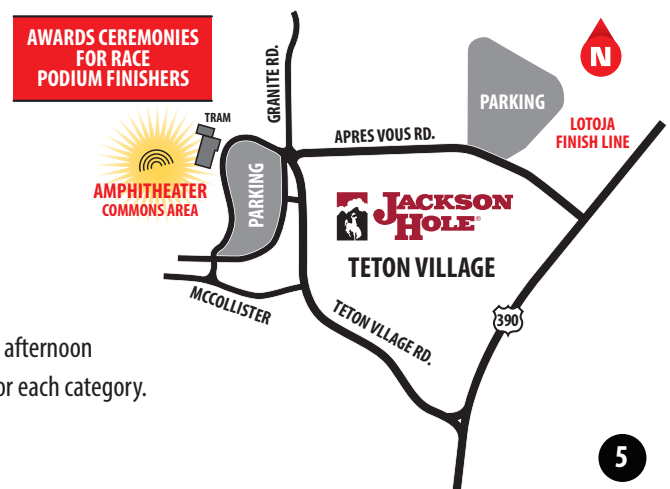 AWARDS CEREMONIES
FOR RACE
PODIUM FINISHERS
GRANITE RD.
N
PARKING
TRAM
APRES VOUS RD.
LOTOJA
FINISH LINE
AMPHITHEATER
COMMONS AREA
PARKING
JACKSON
HOLE®
TETON VILLAGE
MCCOLLISTER
TETON VLLAGE RD.
390
afternoon
or each category.
5